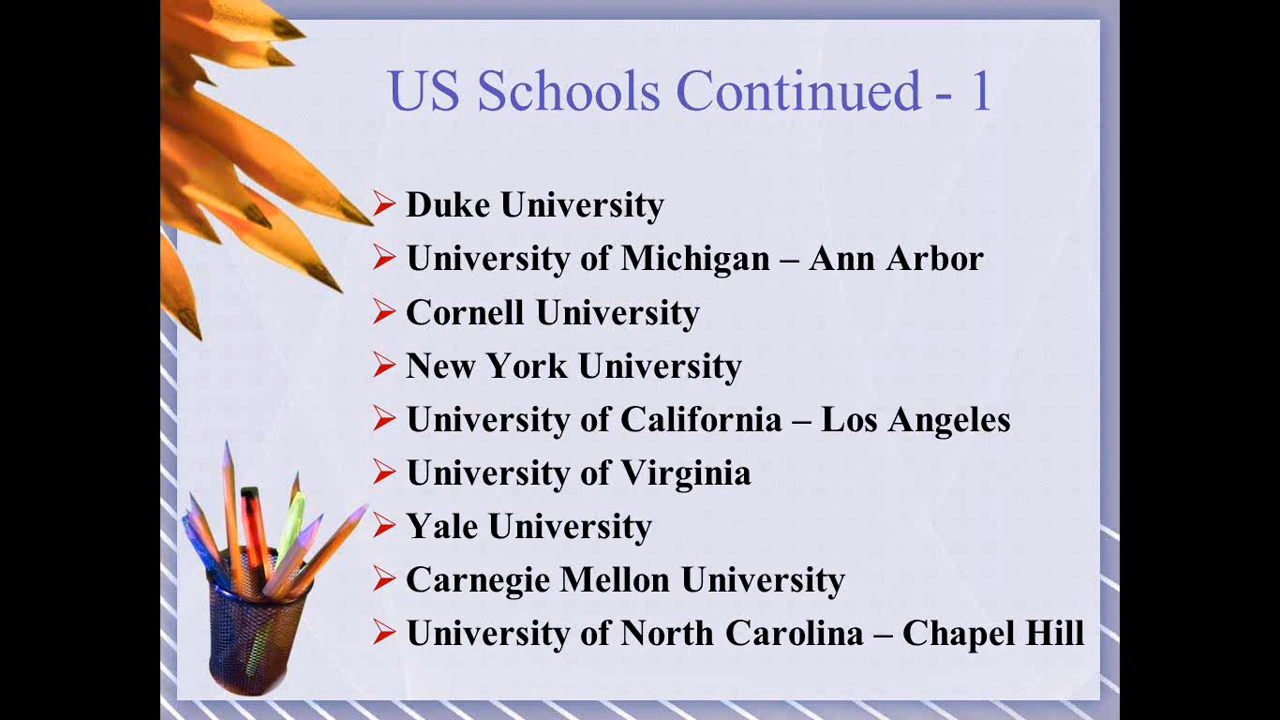 US Schools Continued - 1
Duke University
University of Michigan – Ann Arbor
Cornell University
New York University
University of California – Los Angeles
University of Virginia
Yale University
Carnegie Mellon University
University of North Carolina – Chapel Hill